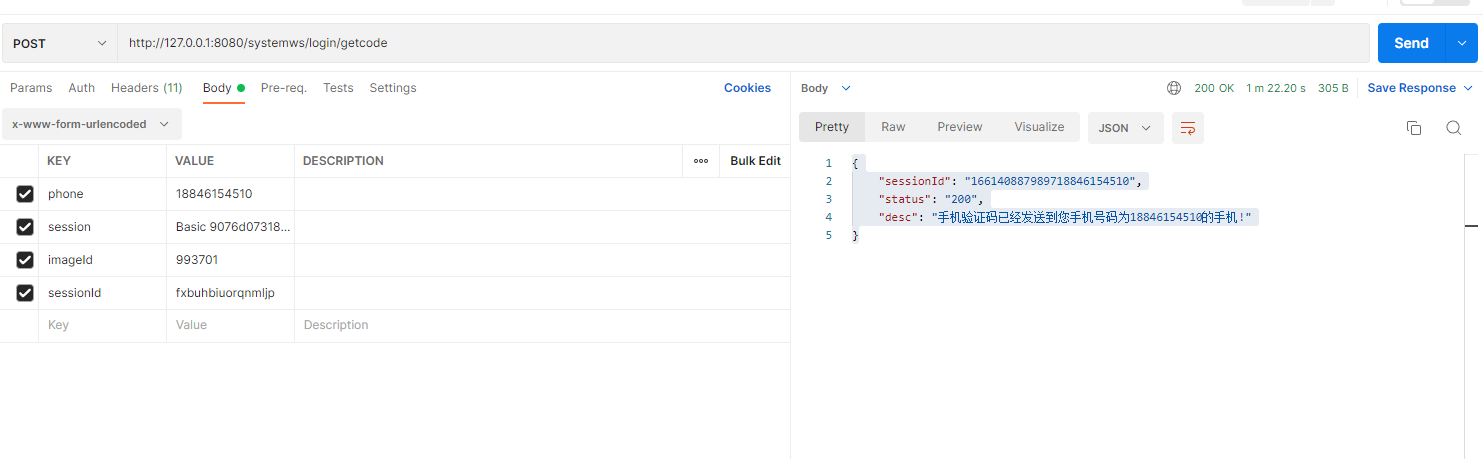 POST
http://127.0.0.1:8080/systemws/login/getcode
Send
Params Auth Headers (11) Body Pre-req. Tests Settings Cookies
x-www-form-urlencoded
KEY VALUE DESCRIPTION ooo Bulk Edit
phone 18846154510
session Basic 9076d07318...
imageId 993701
sessionId fxbuhbiuorqnmljp
Key Value Description
Body 200 OK 1 m 22.20 s 305 B Save Response
Pretty Raw Preview Visualize JSON
1 {
2 "sessionId": "166140887989718846154510",
3 "status": "200",
4 "desc": "手机验证码已经发送到您手机号码为18846154510的手机!"
5 }